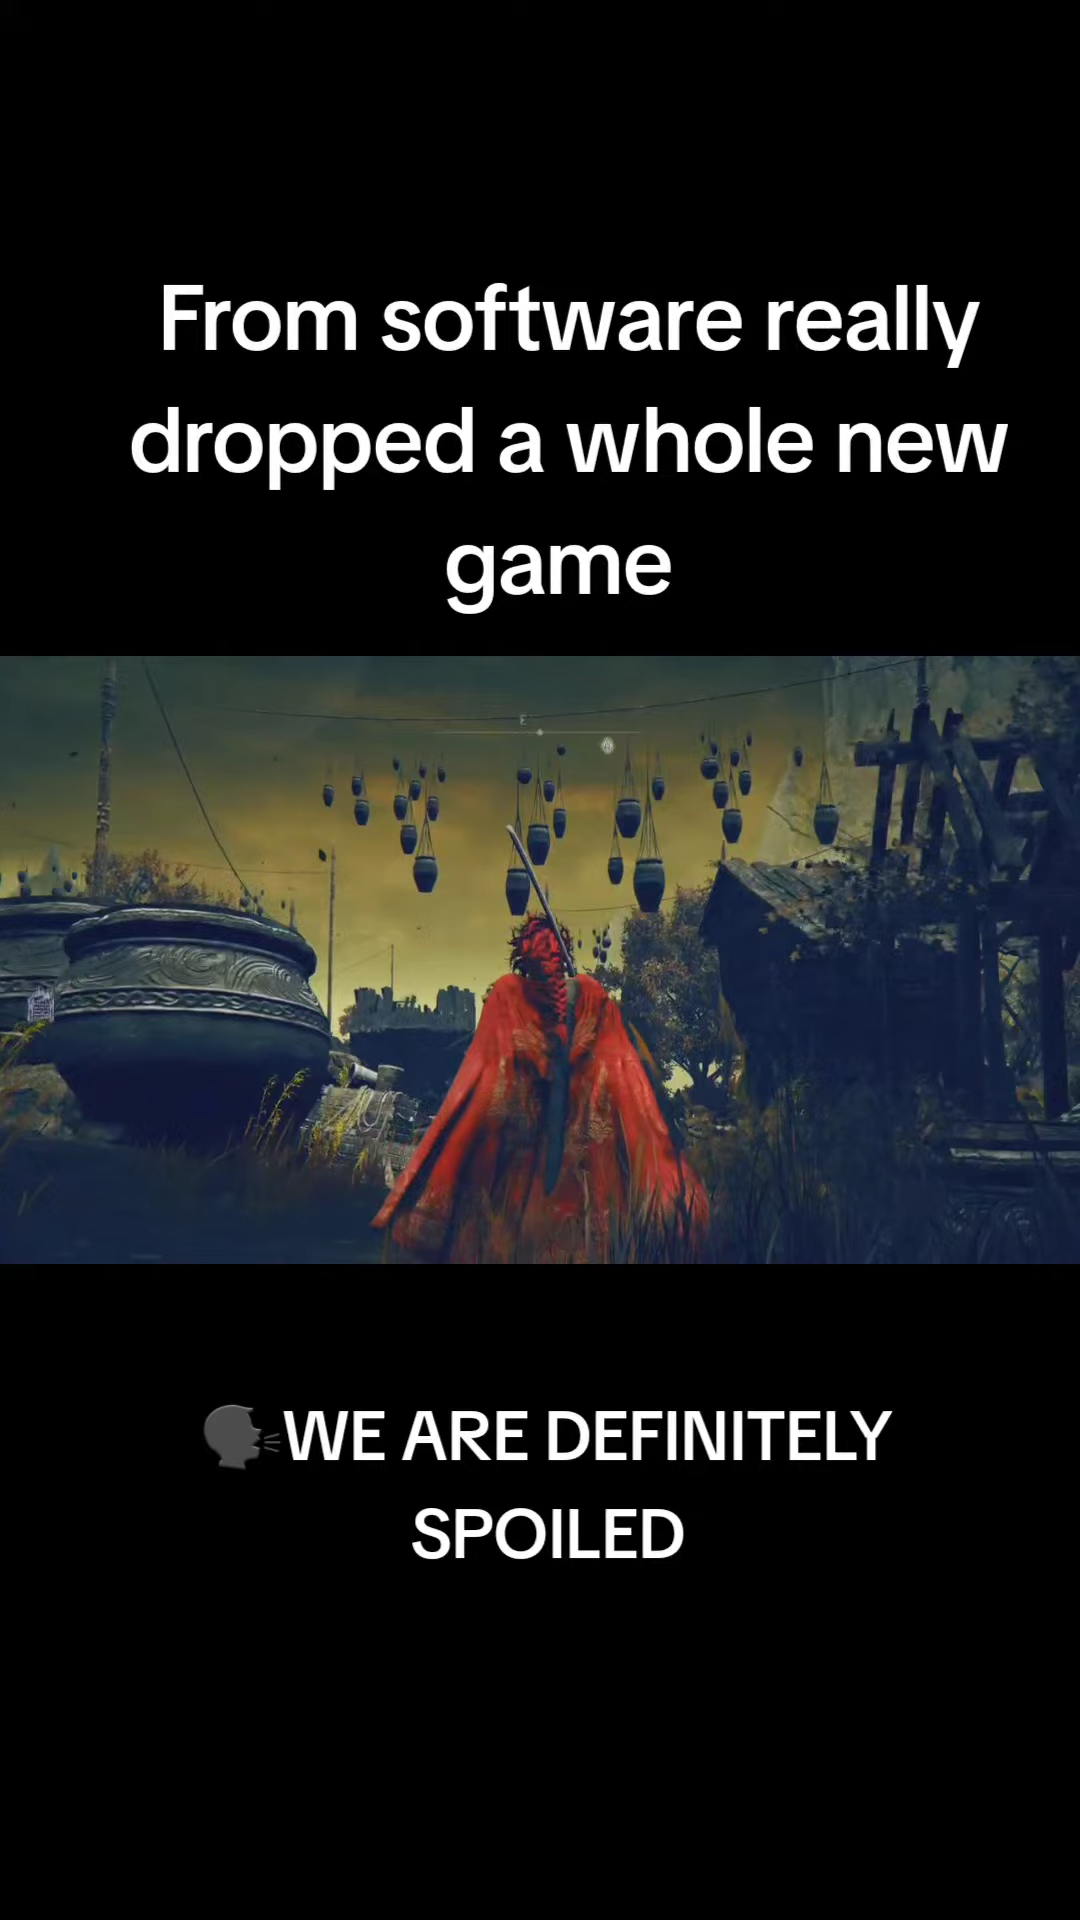 From software really
dropped a whole new
game
E
🗣WE ARE DEFINITELY
SPOILED